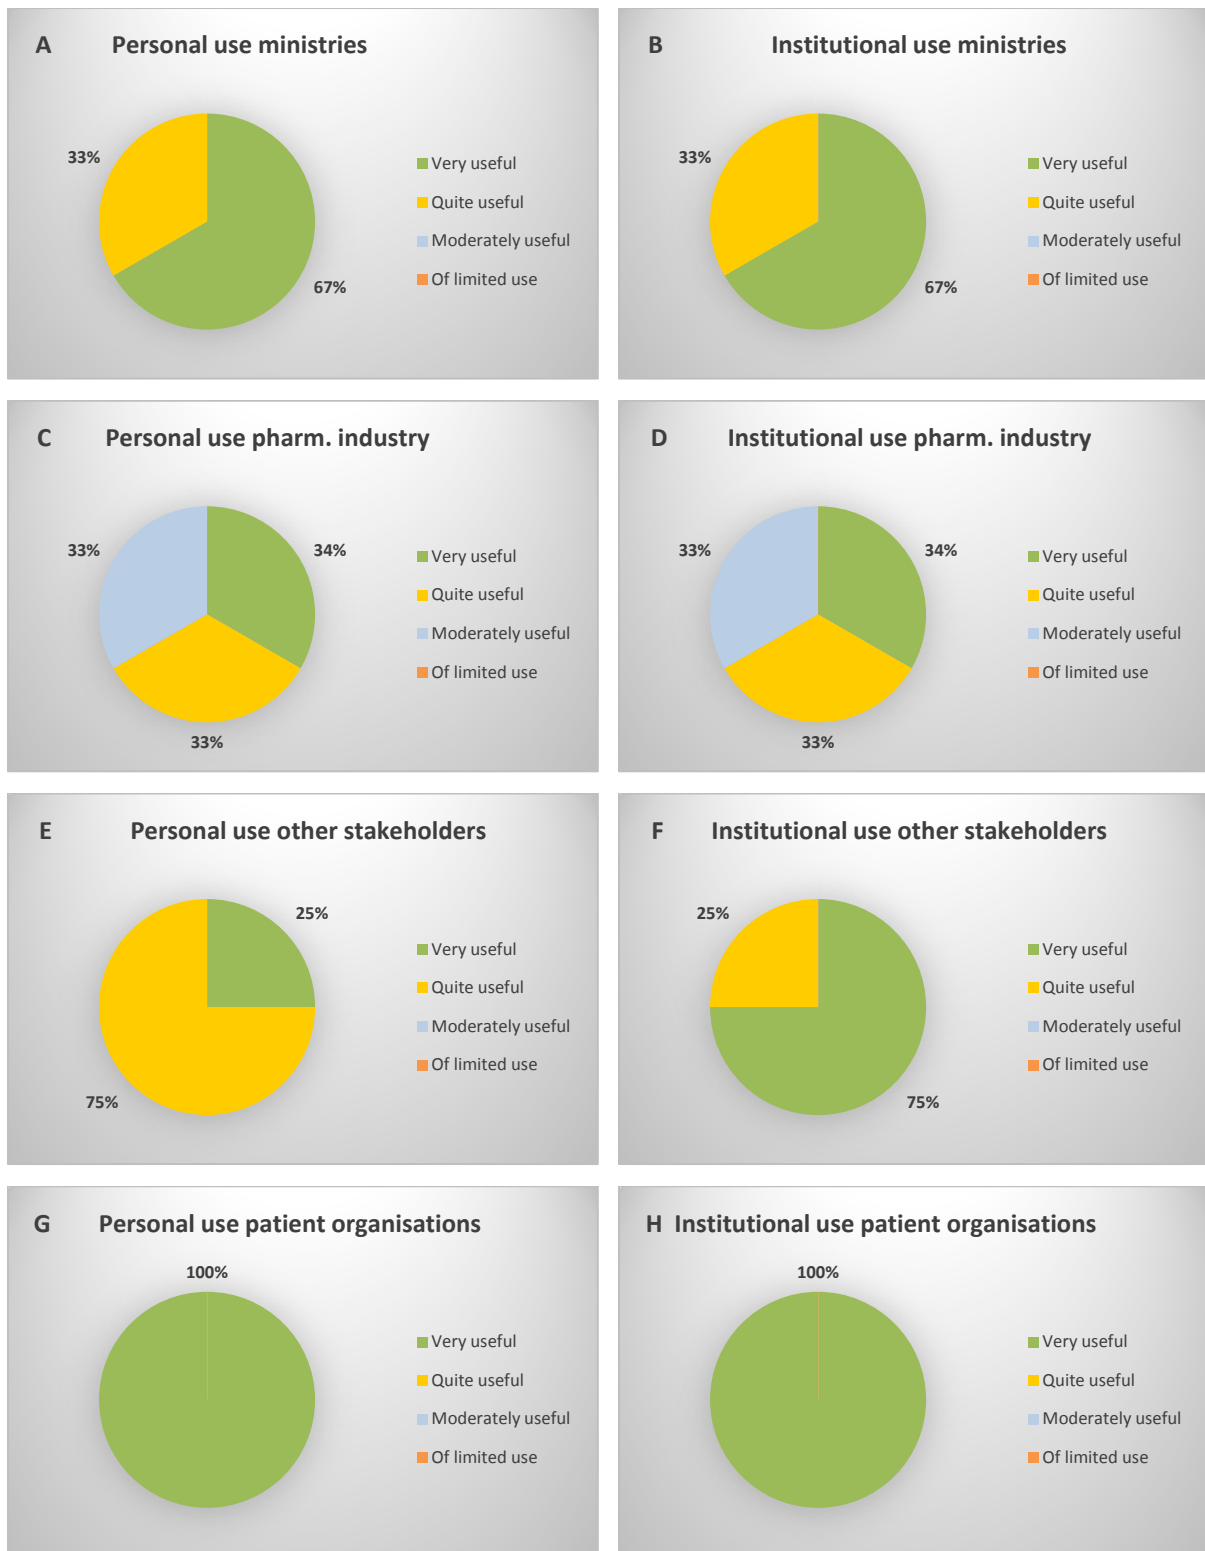 A Personal use ministries
33%
67%
Very useful
Quite useful
Moderately useful
Of limited use
B Institutional use ministries
33%
67%
Very useful
Quite useful
Moderately useful
Of limited use
C Personal use pharm. industry
33%
34%
33%
Very useful
Quite useful
Moderately useful
Of limited use
D Institutional use pharm. industry
33%
34%
33%
Very useful
Quite useful
Moderately useful
Of limited use
E Personal use other stakeholders
25%
75%
Very useful
Quite useful
Moderately useful
Of limited use
F Institutional use other stakeholders
25%
75%
Very useful
Quite useful
Moderately useful
Of limited use
G Personal use patient organisations
100%
Very useful
Quite useful
Moderately useful
Of limited use
H Institutional use patient organisations
100%
Very useful
Quite useful
Moderately useful
Of limited use